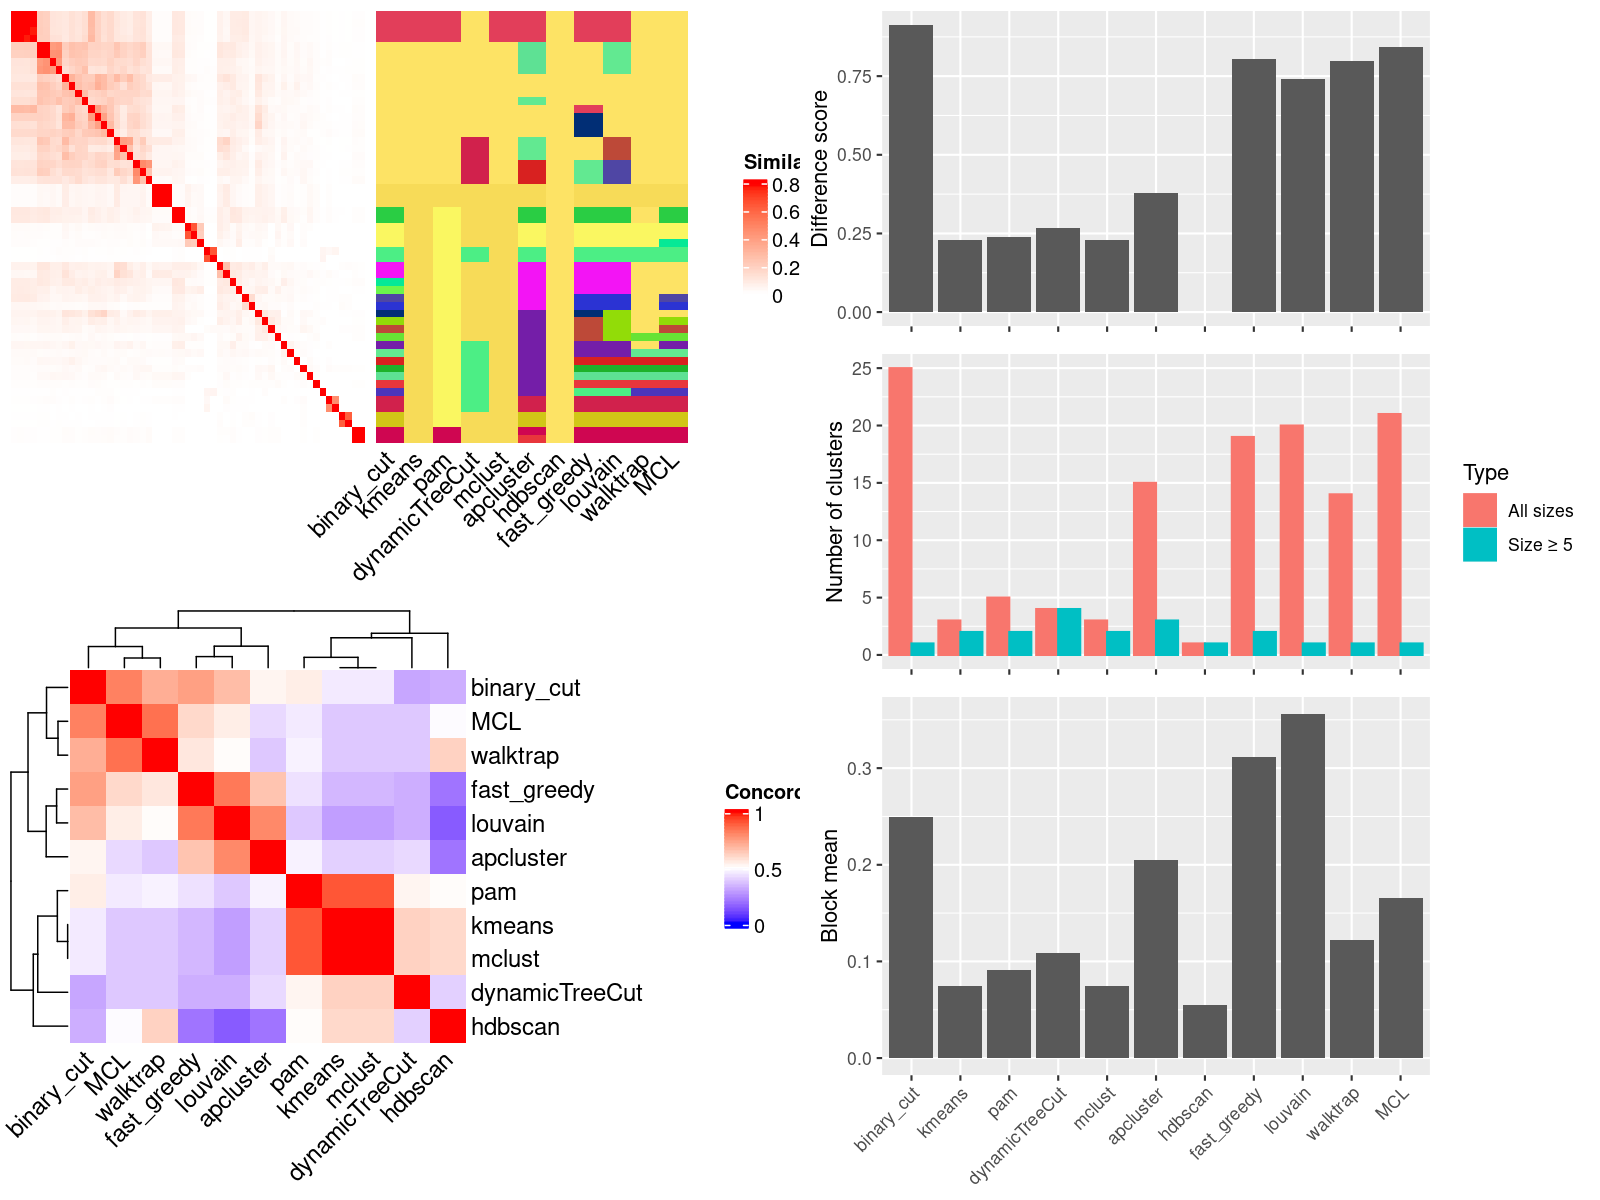 Simila
0.8
0.6
0.4
0.2
0
binary_cut
kmeans
pam
dynamicTreeCut
mclust
apcluster
hdbscan
fast_greedy
louvain
walktrap
MCL
binary_cut
MCL
walktrap
fast_greedy
louvain
apcluster
pam
kmeans
mclust
dynamicTreeCut
hdbscan
binary_cut
MCL
walktrap
fast_greedy
louvain
apcluster
pam
kmeans
mclust
dynamicTreeCut
hdbscan
Concord
1
0.5
0
Difference score
0.75
0.50
0.25
0.00
Number of clusters
25
20
15
10
5
0
Type
All sizes
Size ≥ 5
Block mean
0.3
0.2
0.1
0.0
binary_cut
kmeans
pam
dynamicTreeCut
mclust
apcluster
hdbscan
fast_greedy
louvain
walktrap
MCL